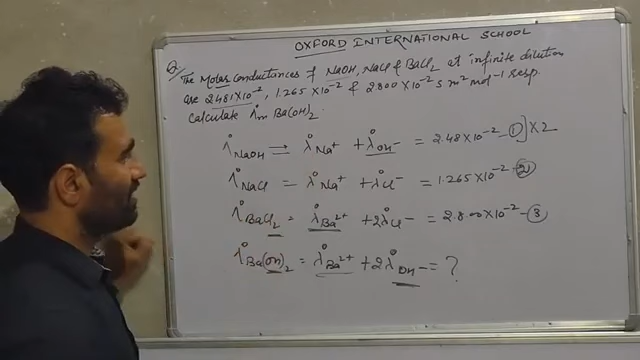 OXFORD INTERNATIONAL SCHOOL
Q/ The Molar Conductances of NaOH, NaCl & BaCl₂ at infinite dilution
are 2.481×10⁻², 1.265×10⁻² & 2.800×10⁻² S m² mol⁻¹ resp.
Calculate λ°m Ba(OH)₂.
λ°NaOH = λ°Na⁺ + λ°OH⁻ = 2.48×10⁻² — ①] ×2
λ°NaCl = λ°Na⁺ + λ°Cl⁻ = 1.265×10⁻² — ②
λ°BaCl₂ = λ°Ba²⁺ + 2λ°Cl⁻ = 2.800×10⁻² — ③
λ°Ba(OH)₂ = λ°Ba²⁺ + 2λ°OH⁻ = ?